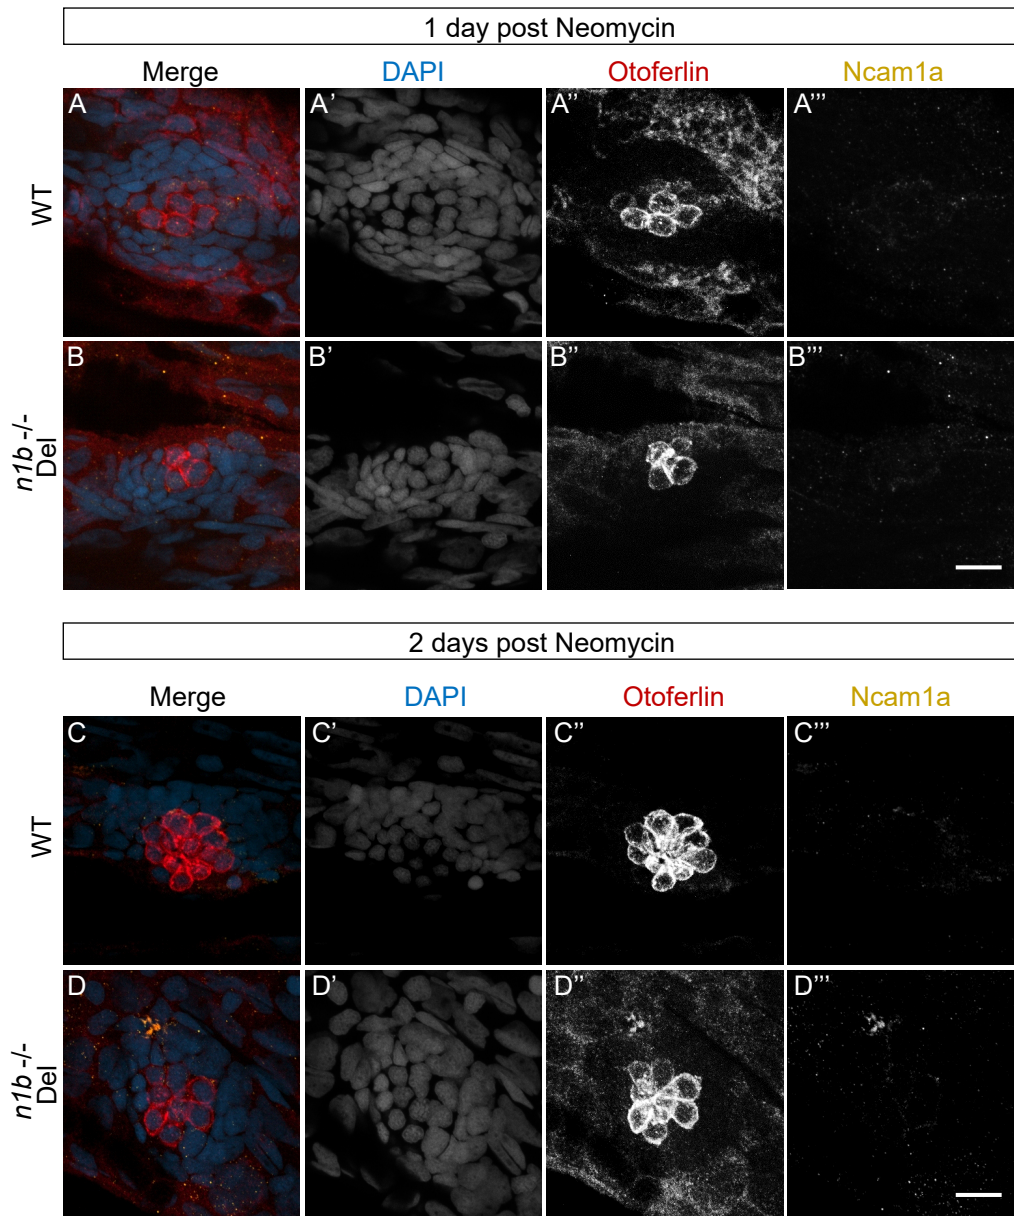 1 day post Neomycin
Merge DAPI Otoferlin Ncam1a
WT
A A' A'' A'''
n1b -/-
Del
B B' B'' B'''
2 days post Neomycin
Merge DAPI Otoferlin Ncam1a
WT
C C' C'' C'''
n1b -/-
Del
D D' D'' D'''